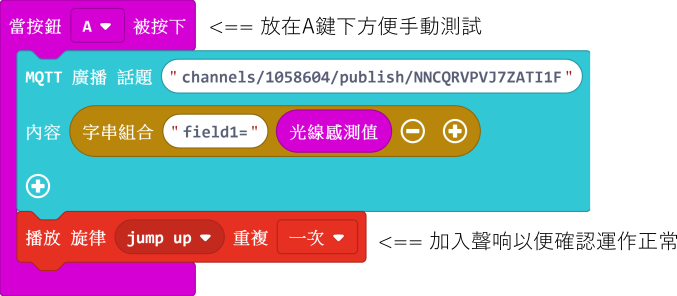 當按鈕 A 被按下 <== 放在A鍵下方便手動測試
MQTT 廣播 話題 "channels/1058604/publish/NNCQRVPVJ7ZATI1F"
內容 字串組合 "field1=" 光線感測值
播放 旋律 jump up 重複 一次 <== 加入聲响以便確認運作正常